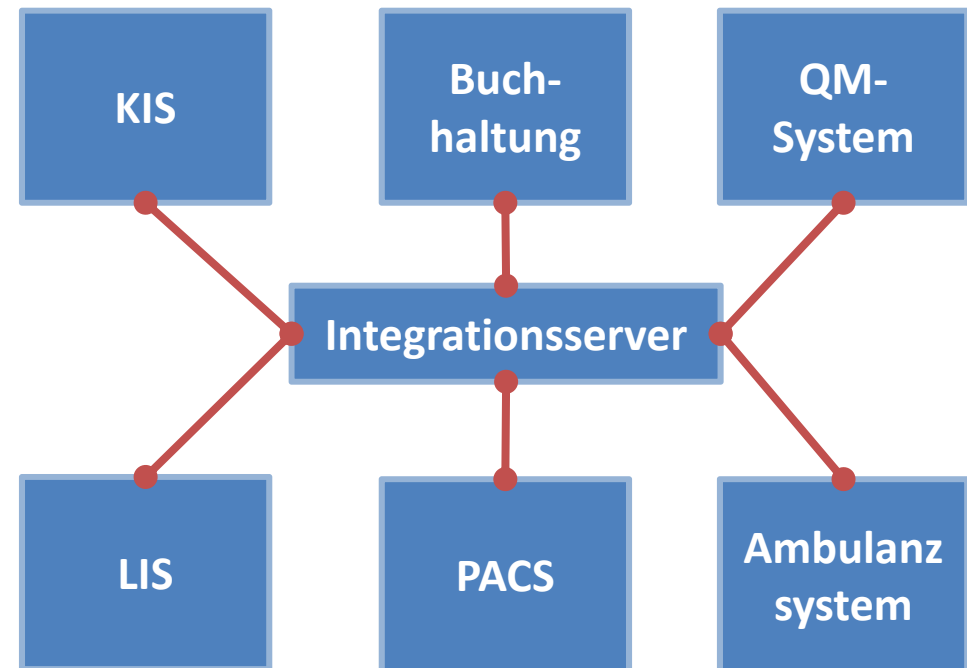 KIS
Buch-
haltung
QM-
System
Integrationsserver
LIS
PACS
Ambulanz
system